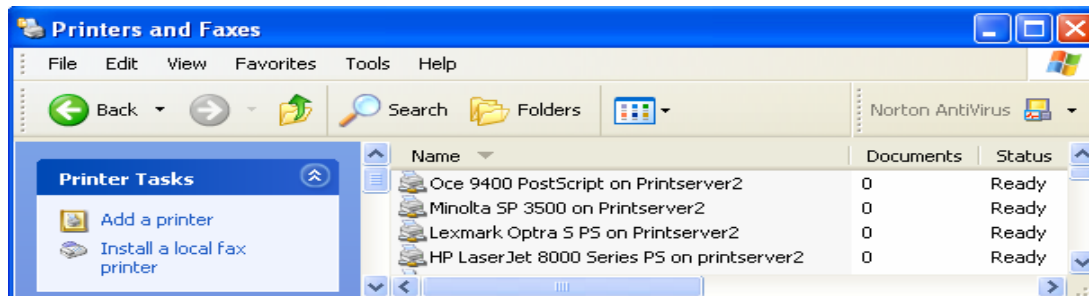 Printers and Faxes
File Edit View Favorites Tools Help
Back Search Folders Norton AntiVirus
Printer Tasks
Add a printer
Install a local fax
printer
Name Documents Status
Oce 9400 PostScript on Printserver2 0 Ready
Minolta SP 3500 on Printserver2 0 Ready
Lexmark Optra S PS on Printserver2 0 Ready
HP LaserJet 8000 Series PS on printserver2 0 Ready